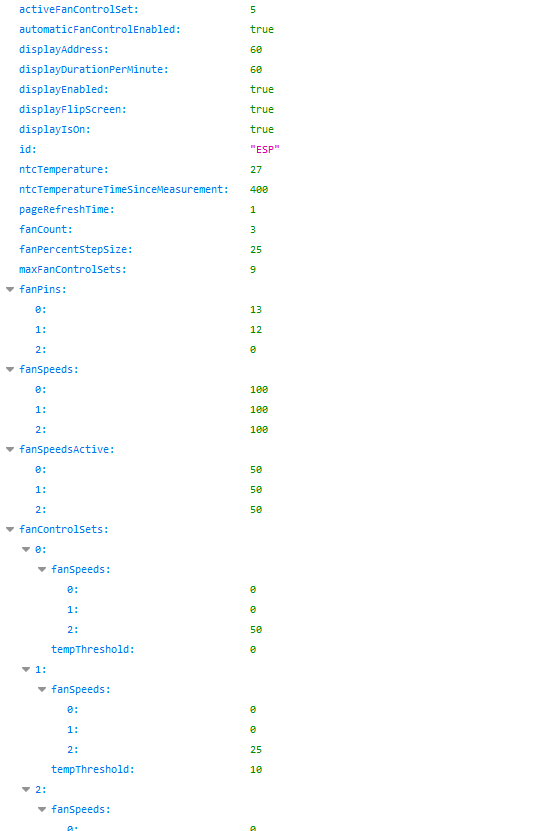 activeFanControlSet: 5
automaticFanControlEnabled: true
displayAddress: 60
displayDurationPerMinute: 60
displayEnabled: true
displayFlipScreen: true
displayIsOn: true
id: "ESP"
ntcTemperature: 27
ntcTemperatureTimeSinceMeasurement: 400
pageRefreshTime: 1
fanCount: 3
fanPercentStepSize: 25
maxFanControlSets: 9
fanPins:
0: 13
1: 12
2: 0
fanSpeeds:
0: 100
1: 100
2: 100
fanSpeedsActive:
0: 50
1: 50
2: 50
fanControlSets:
0:
fanSpeeds:
0: 0
1: 0
2: 50
tempThreshold: 0
1:
fanSpeeds:
0: 0
1: 0
2: 25
tempThreshold: 10
2:
fanSpeeds:
0: 0